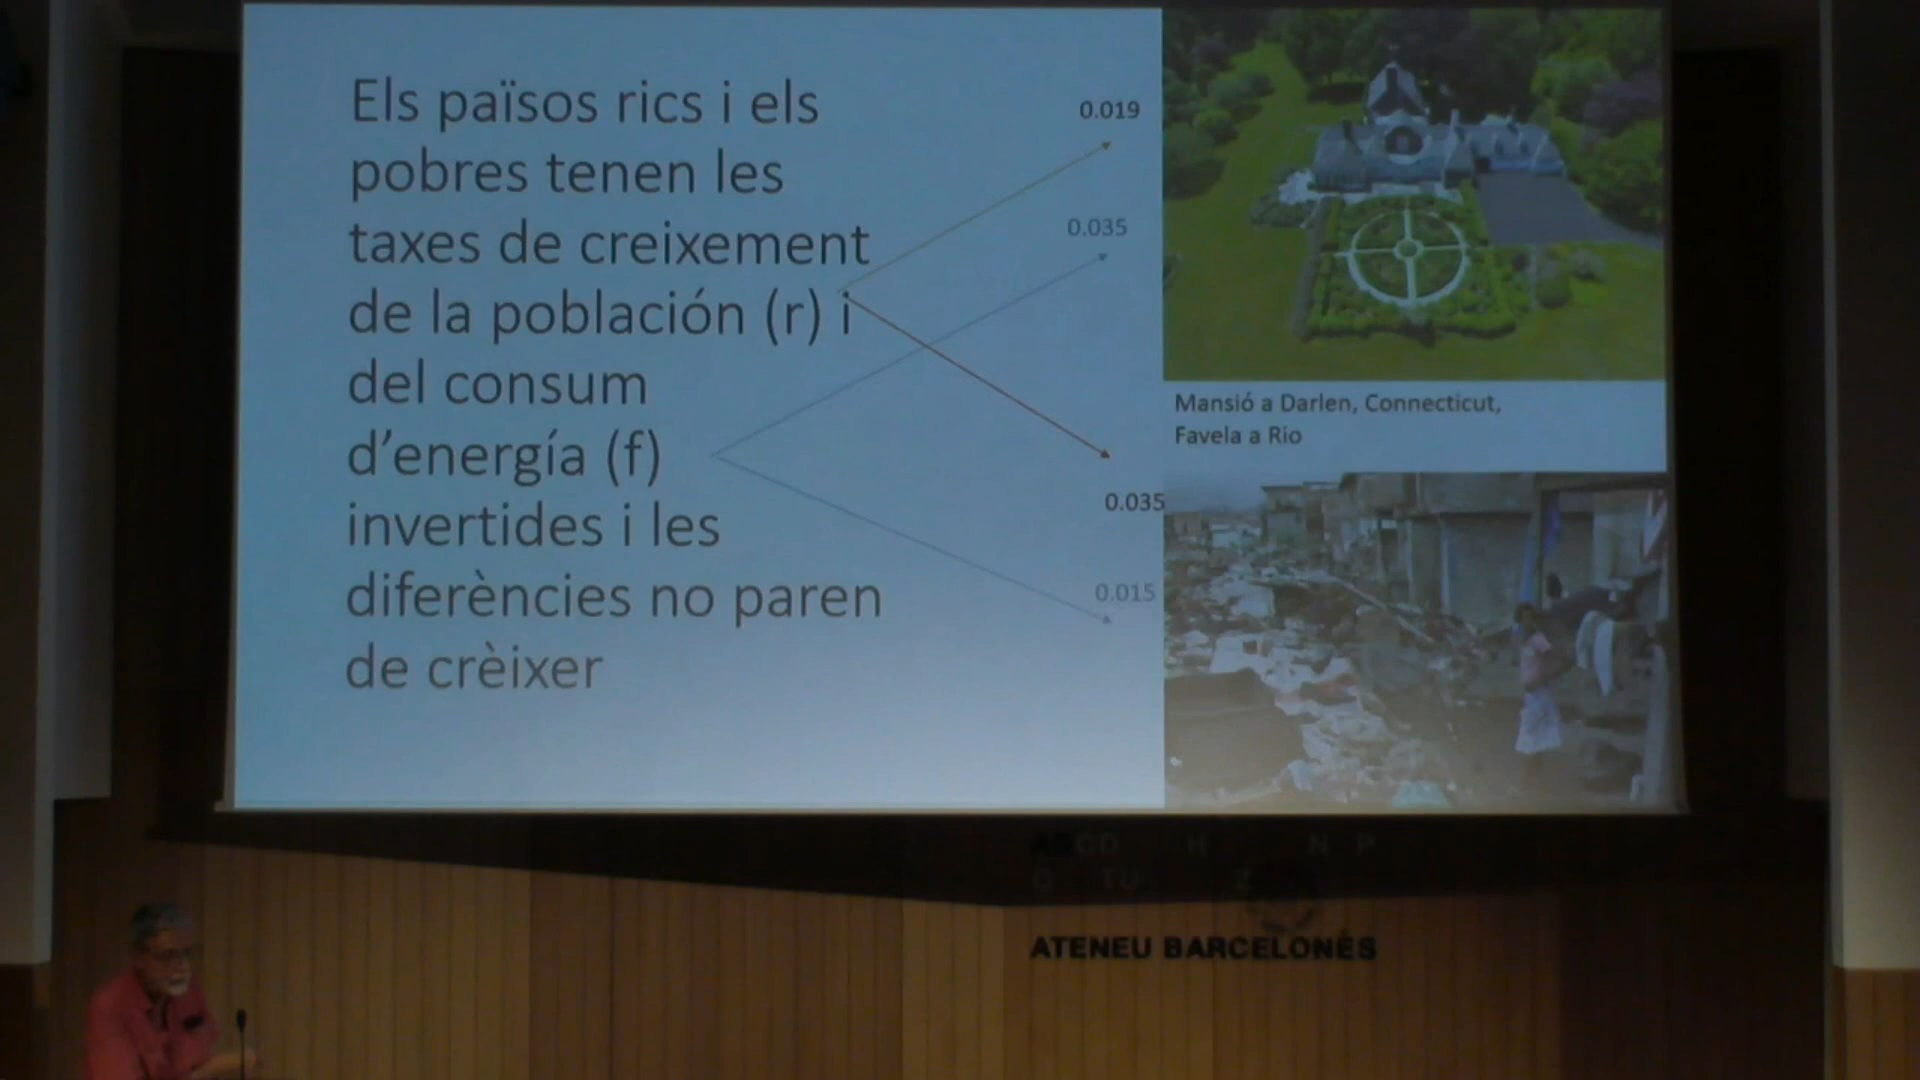 Els països rics i els
pobres tenen les
taxes de creixement
de la población (r) i
del consum
d’energía (f)
invertides i les
diferències no paren
de crèixer
0.019
0.035
0.035
0.015
Mansió a Darlen, Connecticut,
Favela a Rio
ATENEU BARCELONÈS